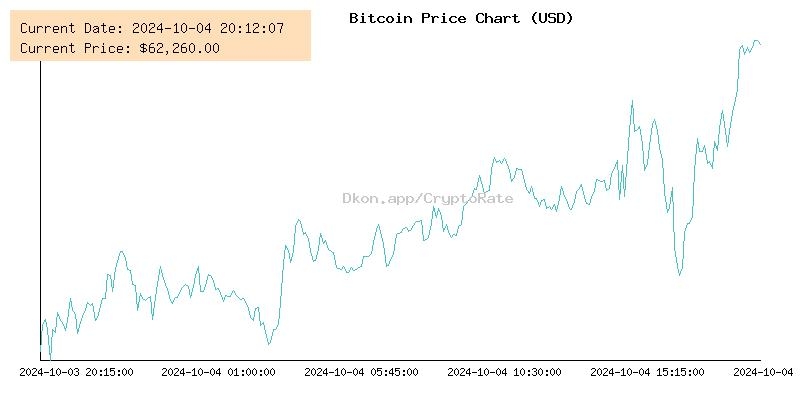 Bitcoin Price Chart (USD)
Current Date: 2024-10-04 20:12:07
Current Price: $62,260.00
Dkon.app/CryptoRate
2024-10-03 20:15:00 2024-10-04 01:00:00 2024-10-04 05:45:00 2024-10-04 10:30:00 2024-10-04 15:15:00 2024-10-04